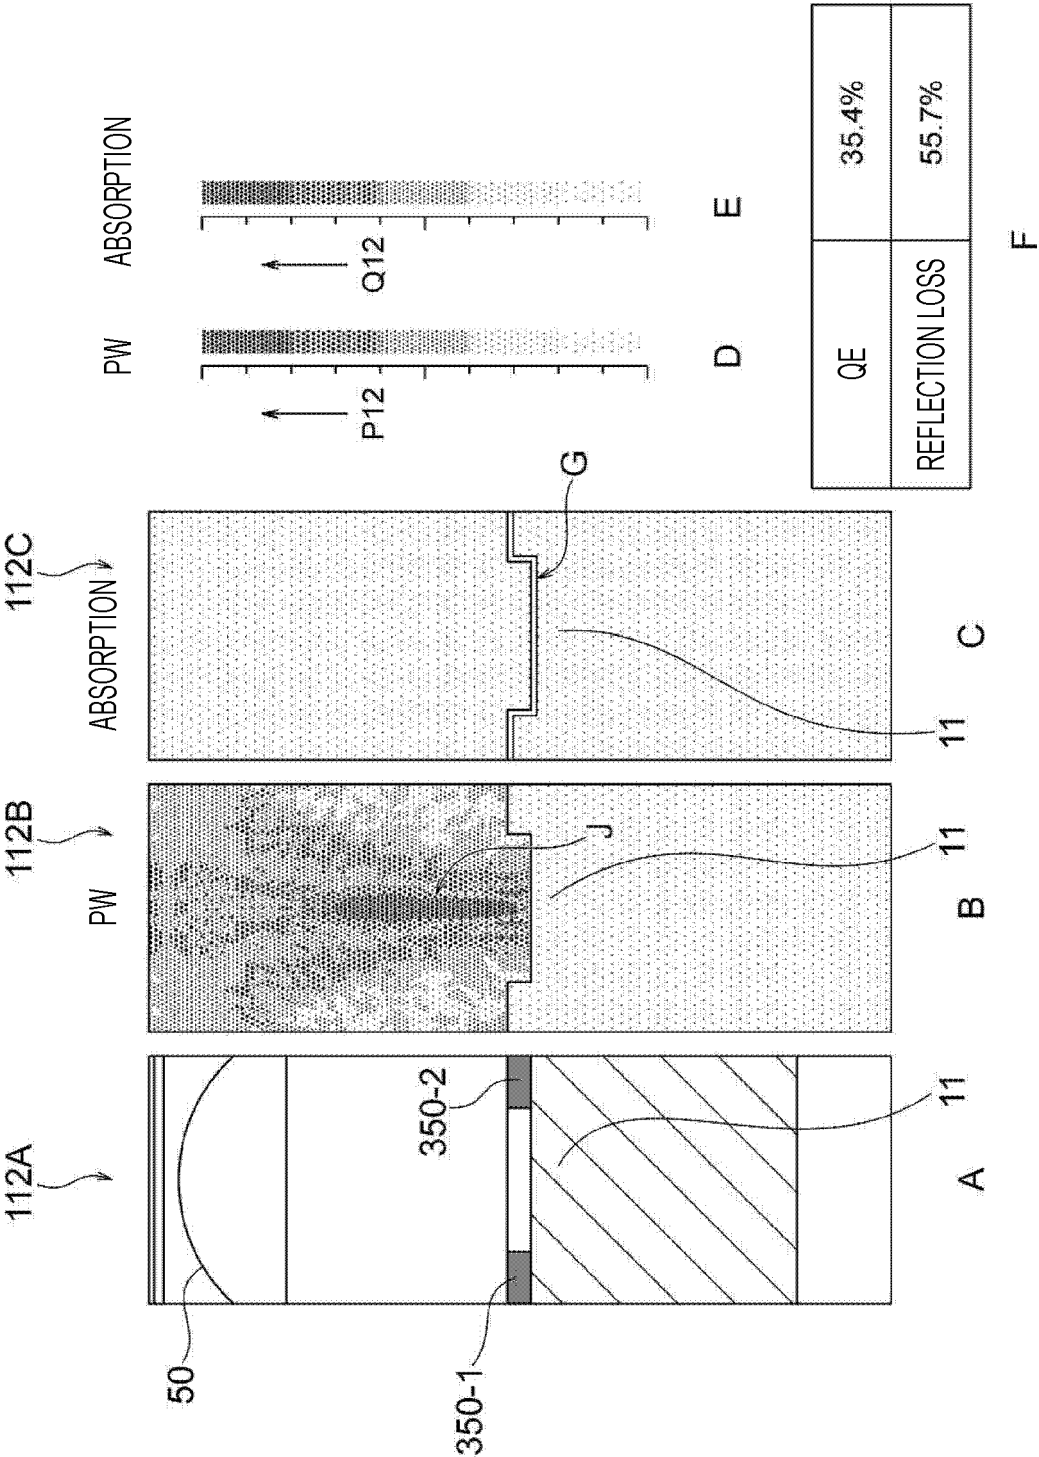 112A
50
350-1
350-2
11
A
112B
PW
J
11
B
112C
ABSORPTION
G
11
C
PW
P12
D
ABSORPTION
Q12
E
QE 35.4%
REFLECTION LOSS 55.7%
F